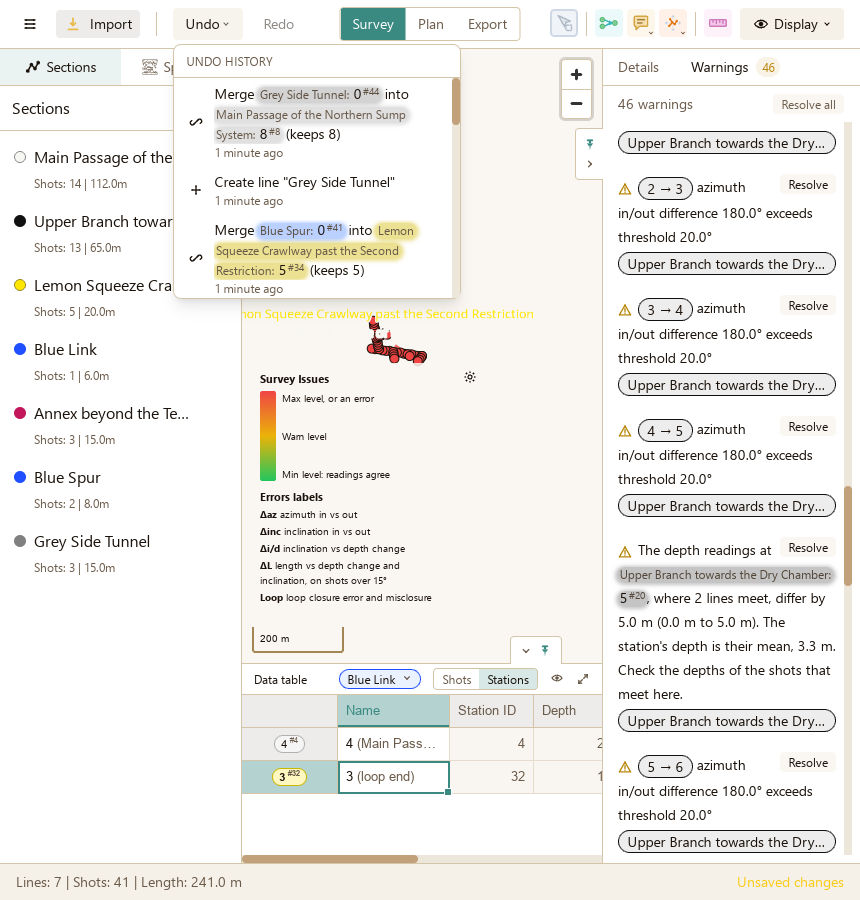 Import
Undo
Redo
Survey
Plan
Export
Display
Sections
Sp
Details
Warnings 46
UNDO HISTORY
Merge Grey Side Tunnel: 0#44 into
Main Passage of the Northern Sump
System: 8#8 (keeps 8)
1 minute ago
Create line "Grey Side Tunnel"
1 minute ago
Merge Blue Spur: 0#41 into Lemon
Squeeze Crawlway past the Second
Restriction: 5#34 (keeps 5)
1 minute ago
Sections
Main Passage of the
Shots: 14 | 112.0m
Upper Branch towar
Shots: 13 | 65.0m
Lemon Squeeze Cra
Shots: 5 | 20.0m
Blue Link
Shots: 1 | 6.0m
Annex beyond the Te...
Shots: 3 | 15.0m
Blue Spur
Shots: 2 | 8.0m
Grey Side Tunnel
Shots: 3 | 15.0m
non Squeeze Crawlway past the Second Restriction
Survey Issues
Max level, or an error
Warn level
Min level: readings agree
Errors labels
Δaz azimuth in vs out
Δinc inclination in vs out
Δi/d inclination vs depth change
ΔL length vs depth change and
inclination, on shots over 15°
Loop loop closure error and misclosure
200 m
Data table
Blue Link
Shots
Stations
Name
Station ID
Depth
4#4
4 (Main Pass...
4
2
3#32
3 (loop end)
32
1
46 warnings
Resolve all
Upper Branch towards the Dry...
2 → 3 azimuth
Resolve
in/out difference 180.0° exceeds
threshold 20.0°
Upper Branch towards the Dry...
3 → 4 azimuth
Resolve
in/out difference 180.0° exceeds
threshold 20.0°
Upper Branch towards the Dry...
4 → 5 azimuth
Resolve
in/out difference 180.0° exceeds
threshold 20.0°
Upper Branch towards the Dry...
The depth readings at
Resolve
Upper Branch towards the Dry Chamber:
5#20, where 2 lines meet, differ by
5.0 m (0.0 m to 5.0 m). The
station's depth is their mean, 3.3 m.
Check the depths of the shots that
meet here.
Upper Branch towards the Dry...
5 → 6 azimuth
Resolve
in/out difference 180.0° exceeds
threshold 20.0°
Upper Branch towards the Dry...
Lines: 7 | Shots: 41 | Length: 241.0 m
Unsaved changes